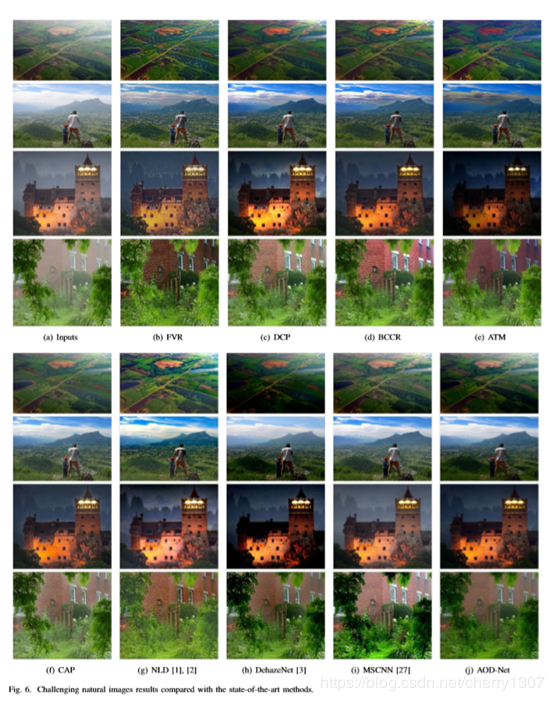 (a) Inputs
(b) FVR
(c) DCP
(d) BCCR
(e) ATM
(f) CAP
(g) NLD [1], [2]
(h) DehazeNet [3]
(i) MSCNN [27]
(j) AOD-Net
Fig. 6. Challenging natural images results compared with the state-of-the-art methods.
https://blog.csdn.net/cherry1307